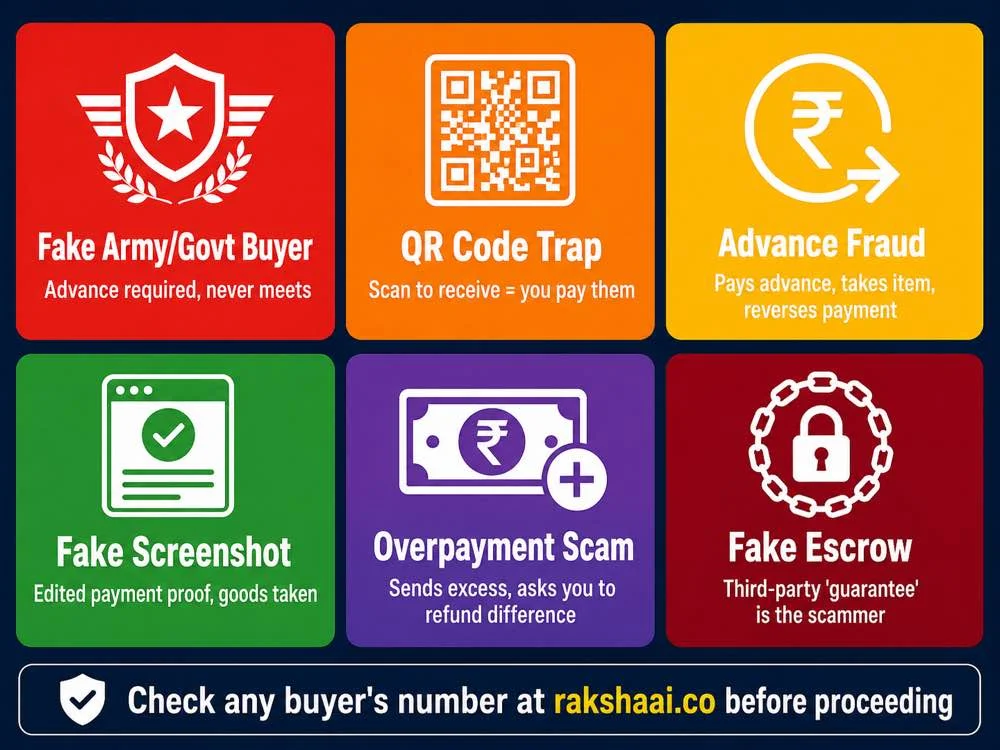 Fake Army/Govt Buyer
Advance required, never meets
QR Code Trap
Scan to receive = you pay them
₹
Advance Fraud
Pays advance, takes item,
reverses payment
Fake Screenshot
Edited payment proof, goods taken
₹
Overpayment Scam
Sends excess, asks you to
refund difference
Fake Escrow
Third-party 'guarantee'
is the scammer
Check any buyer's number at rakshaai.co before proceeding